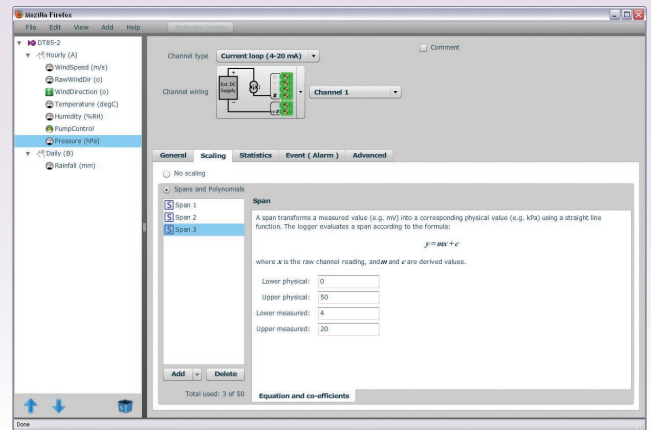 Mozilla Firefox
File Edit View Add Help
DT85-2
Hourly (A)
WindSpeed (m/s)
RawWindDir (o)
WindDirection (o)
Temperature (degC)
Humidity (%RH)
PumpControl
Pressure (hPa)
Daily (B)
Rainfall (mm)
Channel type Current loop (4-20 mA)
Comment
Channel wiring
Ext. DC
Supply
Channel 1
General Scaling Statistics Event ( Alarm ) Advanced
No scaling
Spans and Polynomials
S Span 1
S Span 2
S Span 3
Span
A span transforms a measured value (e.g. mV) into a corresponding physical value (e.g. kPa) using a straight line
function. The logger evaluates a span according to the formula:
y=mx+c
where x is the raw channel reading, and m and c are derived values.
Lower physical: 0
Upper physical: 50
Lower measured: 4
Upper measured: 20
Add Delete
Total used: 3 of 50
Equation and co-efficients
Done